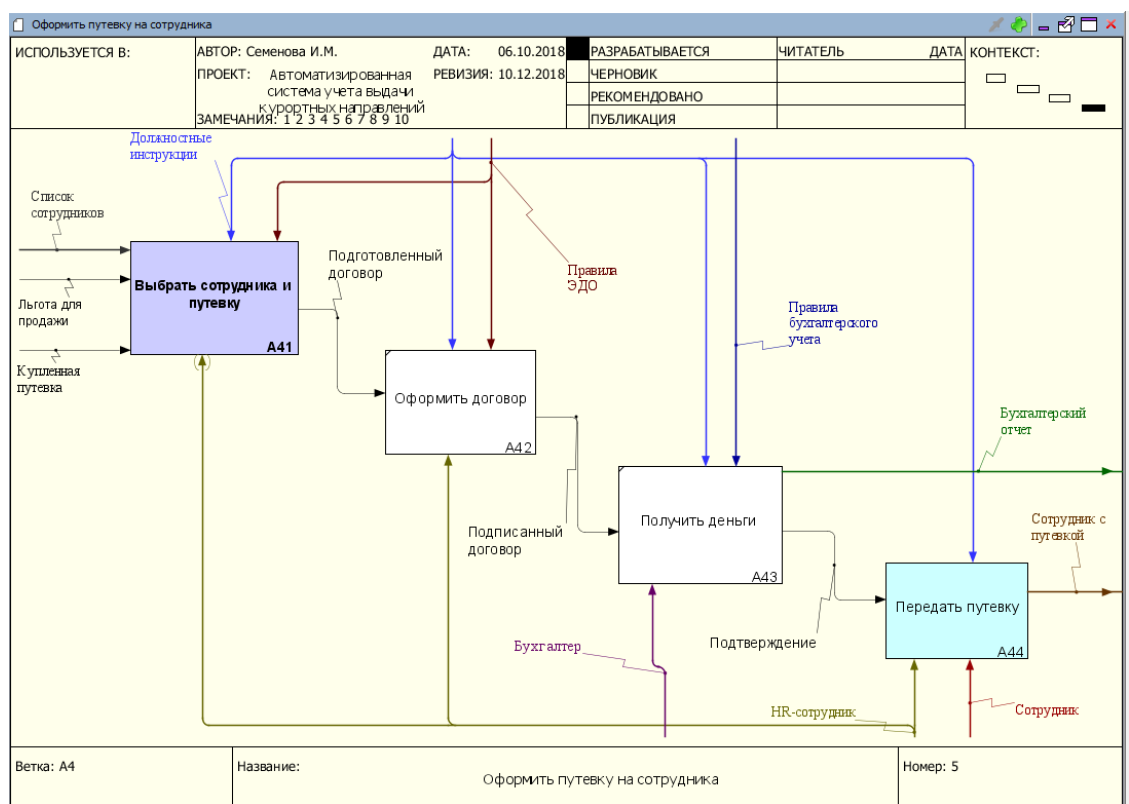 Оформить путевку на сотрудника
ИСПОЛЬЗУЕТСЯ В:
АВТОР: Семенова И.М.
ДАТА: 06.10.2018
ПРОЕКТ: Автоматизированная
система учета выдачи
курортных направлений
РЕВИЗИЯ: 10.12.2018
ЗАМЕЧАНИЯ: 1 2 3 4 5 6 7 8 9 10
РАЗРАБАТЫВАЕТСЯ
ЧЕРНОВИК
РЕКОМЕНДОВАНО
ПУБЛИКАЦИЯ
ЧИТАТЕЛЬ
ДАТА
КОНТЕКСТ:
Должностные
инструкции
Список
сотрудников
Льгота для
продажи
Купленная
путевка
Выбрать сотрудника и
путевку
A41
Подготовленный
договор
Правила
ЭДО
Правила
бухгалтерского
учета
Оформить договор
A42
Подписанный
договор
Получить деньги
A43
Бухгалтерский
отчет
Сотрудник с
путевкой
Передать путевку
A44
Подтверждение
Бухгалтер
HR-сотрудник
Сотрудник
Ветка: A4
Название:
Оформить путевку на сотрудника
Номер: 5